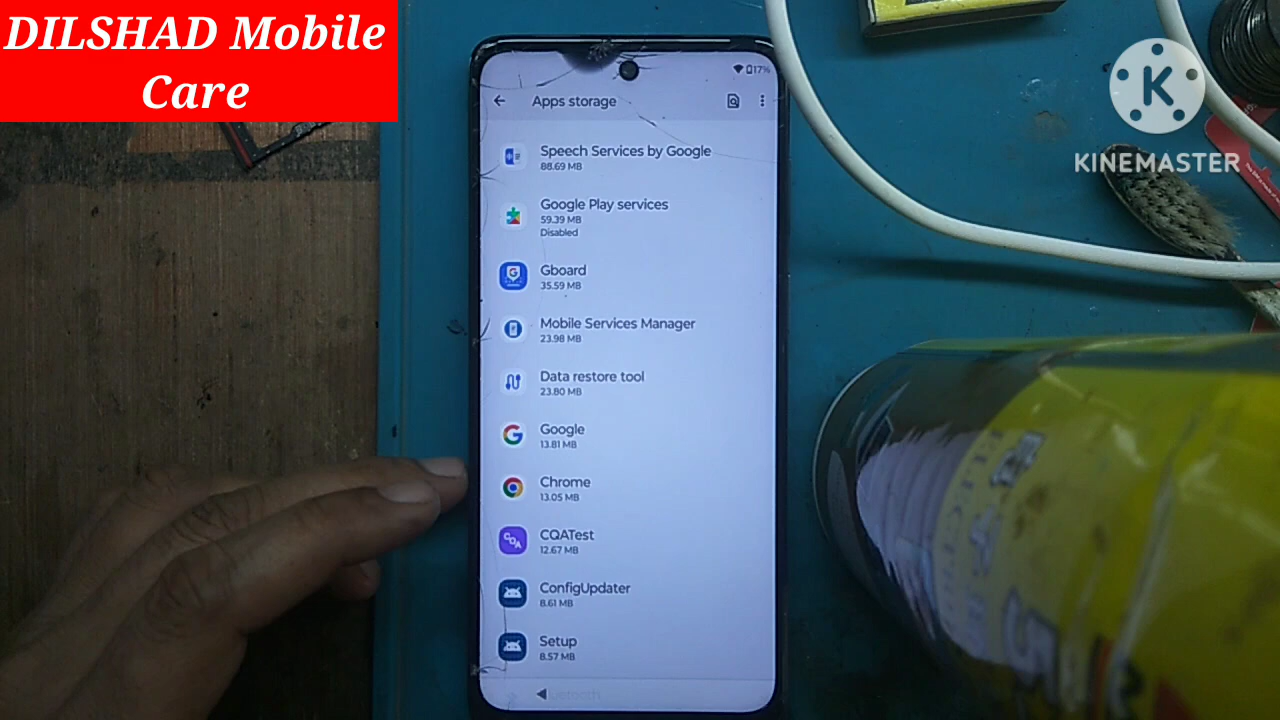 DILSHAD Mobile
Care
17%
Apps storage
Speech Services by Google
88.69 MB
Google Play services
59.39 MB
Disabled
Gboard
35.59 MB
Mobile Services Manager
23.98 MB
Data restore tool
23.80 MB
Google
13.81 MB
Chrome
13.05 MB
CQATest
12.67 MB
ConfigUpdater
8.61 MB
Setup
8.57 MB
K
KINEMASTER